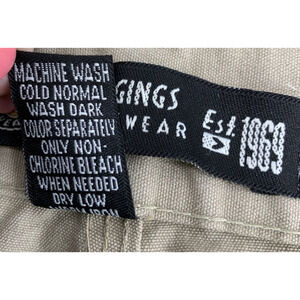 MACHINE WASH
COLD NORMAL
WASH DARK
COLOR SEPARATELY
ONLY NON-
CHLORINE BLEACH
WHEN NEEDED
DRY LOW
GINGS
WEAR
Est. 1969